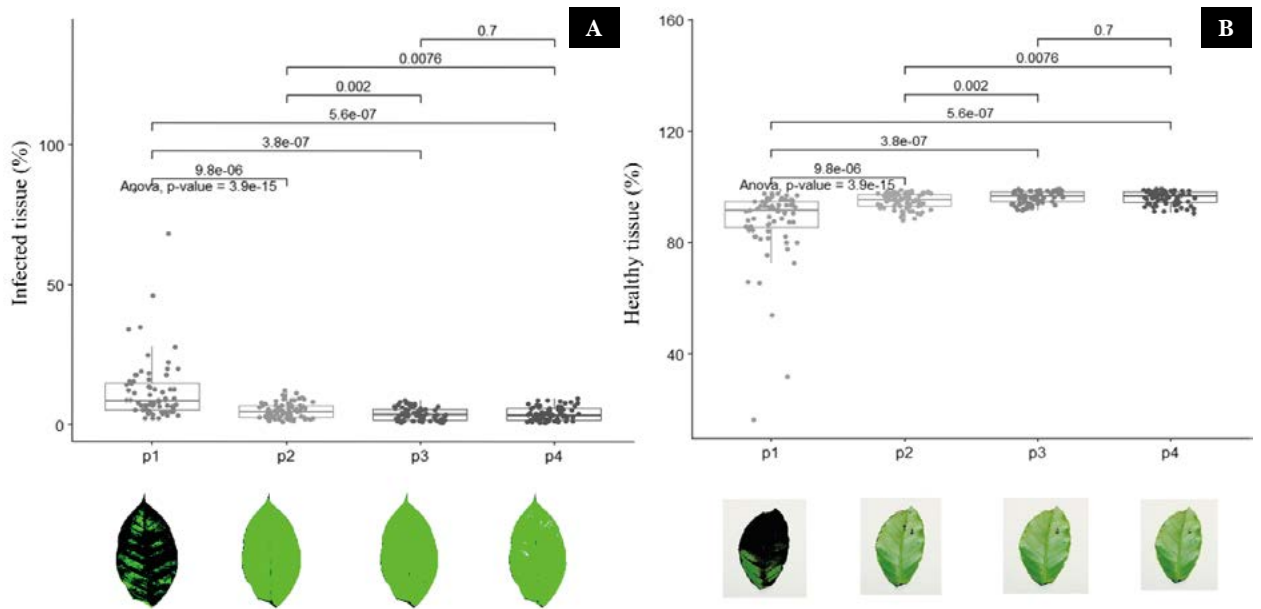 A
0.7
0.0076
0.002
5.6e-07
3.8e-07
9.8e-06
Anova, p-value = 3.9e-15
Infected tissue (%)
100
50
0
p1 p2 p3 p4
B
160
0.7
0.0076
0.002
5.6e-07
3.8e-07
9.8e-06
Anova, p-value = 3.9e-15
Healthy tissue (%)
120
80
40
p1 p2 p3 p4